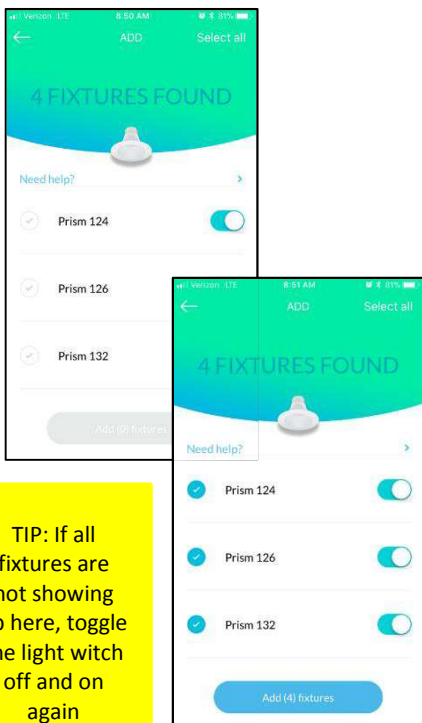 Verizon LTE 8:50 AM 81%
ADD Select all
4 FIXTURES FOUND
Need help?
Prism 124
Prism 126
Prism 132
Add (0) fixtures
Verizon LTE 8:51 AM 81%
ADD Select all
4 FIXTURES FOUND
Need help?
Prism 124
Prism 126
Prism 132
Add (4) fixtures
TIP: If all
fixtures are
not showing
p here, toggle
he light witch
off and on
again